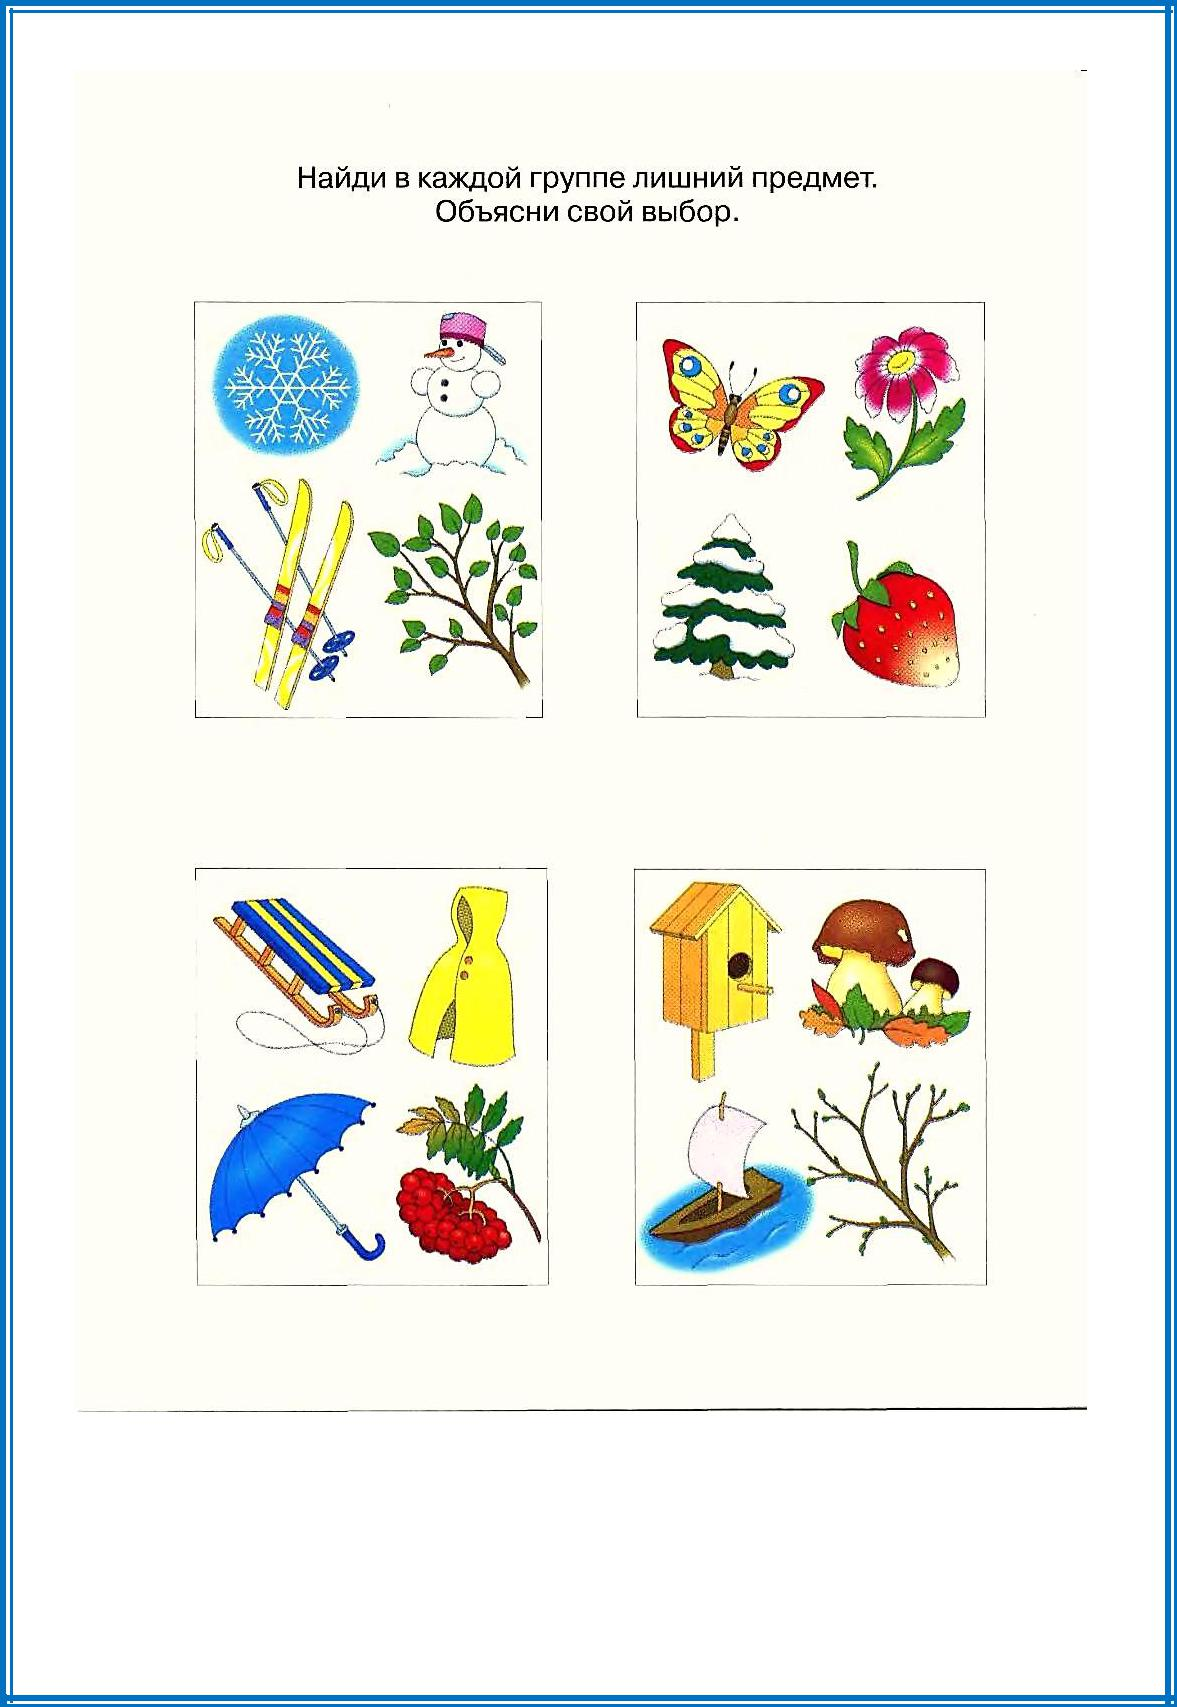 Найди в каждой группе лишний предмет.
Объясни свой выбор.